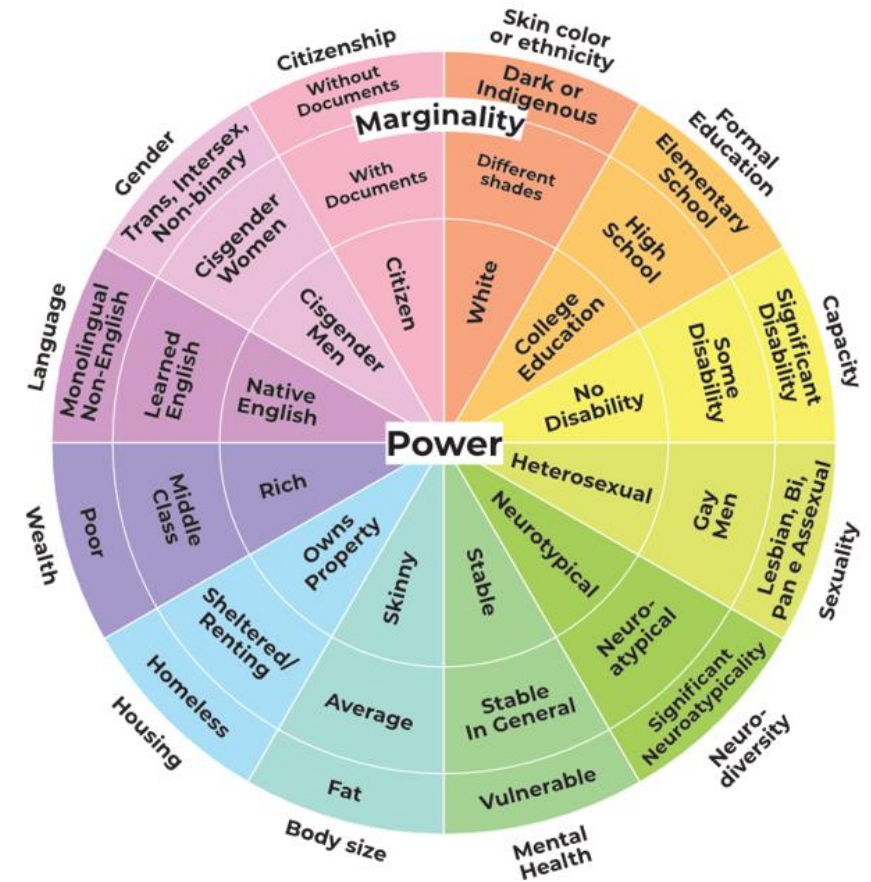 Citizenship
Without
Documents
With
Documents
Citizen
Skin color
or ethnicity
Dark or
Indigenous
Different
shades
White
Formal
Education
Elementary
School
High
School
College
Education
Capacity
Significant
Disability
Some
Disability
No
Disability
Sexuality
Lesbian, Bi,
Pan e Assexual
Gay
Men
Heterosexual
Neuro-
diversity
Significant
Neuroatypicality
Neuro-
atypical
Neurotypical
Mental
Health
Vulnerable
Stable
In General
Stable
Body size
Fat
Average
Skinny
Housing
Homeless
Sheltered/
Renting
Owns
Property
Wealth
Poor
Middle
Class
Rich
Language
Monolingual
Non-English
Learned
English
Native
English
Gender
Trans, Intersex,
Non-binary
Cisgender
Women
Cisgender
Men
Marginality
Power